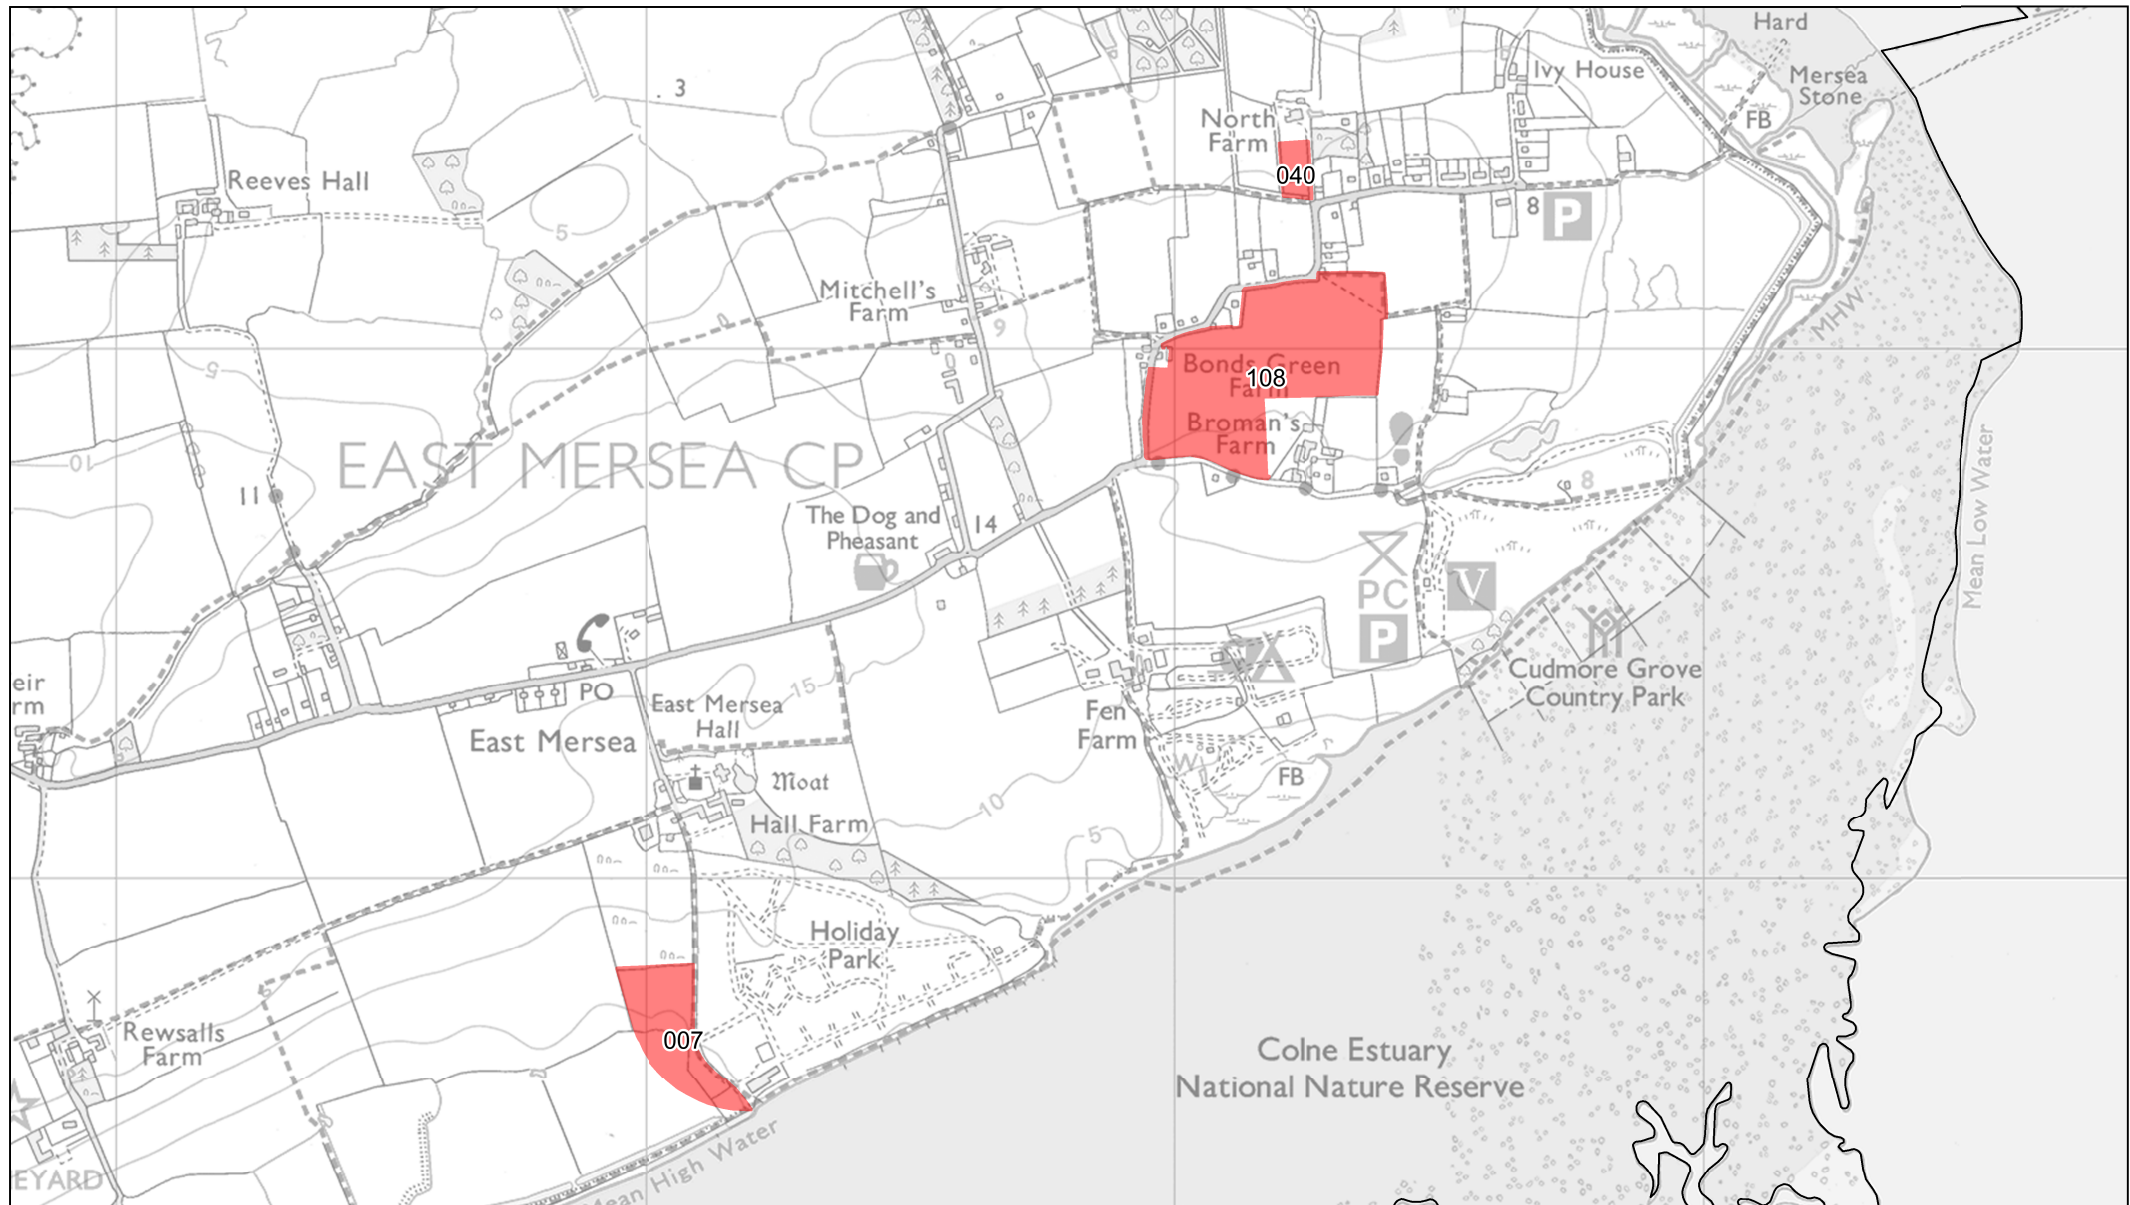 Hard
Ivy House
Mersea
Stone
. 3
FB
North
Farm
040
Reeves Hall
8
P
5
Mitchell's
Farm
9
MHW
5
Bonds Green
Farm
108
Broman's
Farm
EAST MERSEA CP
10
11
8
Mean Low Water
The Dog and
Pheasant
14
PC
V
P
PO
15
East Mersea
Hall
East Mersea
Cudmore Grove
Country Park
eir
rm
Fen
Farm
W
FB
Moat
Hall Farm
10
5
Holiday
Park
Rewsalls
Farm
007
Colne Estuary
National Nature Reserve
EYARD
Mean High Water